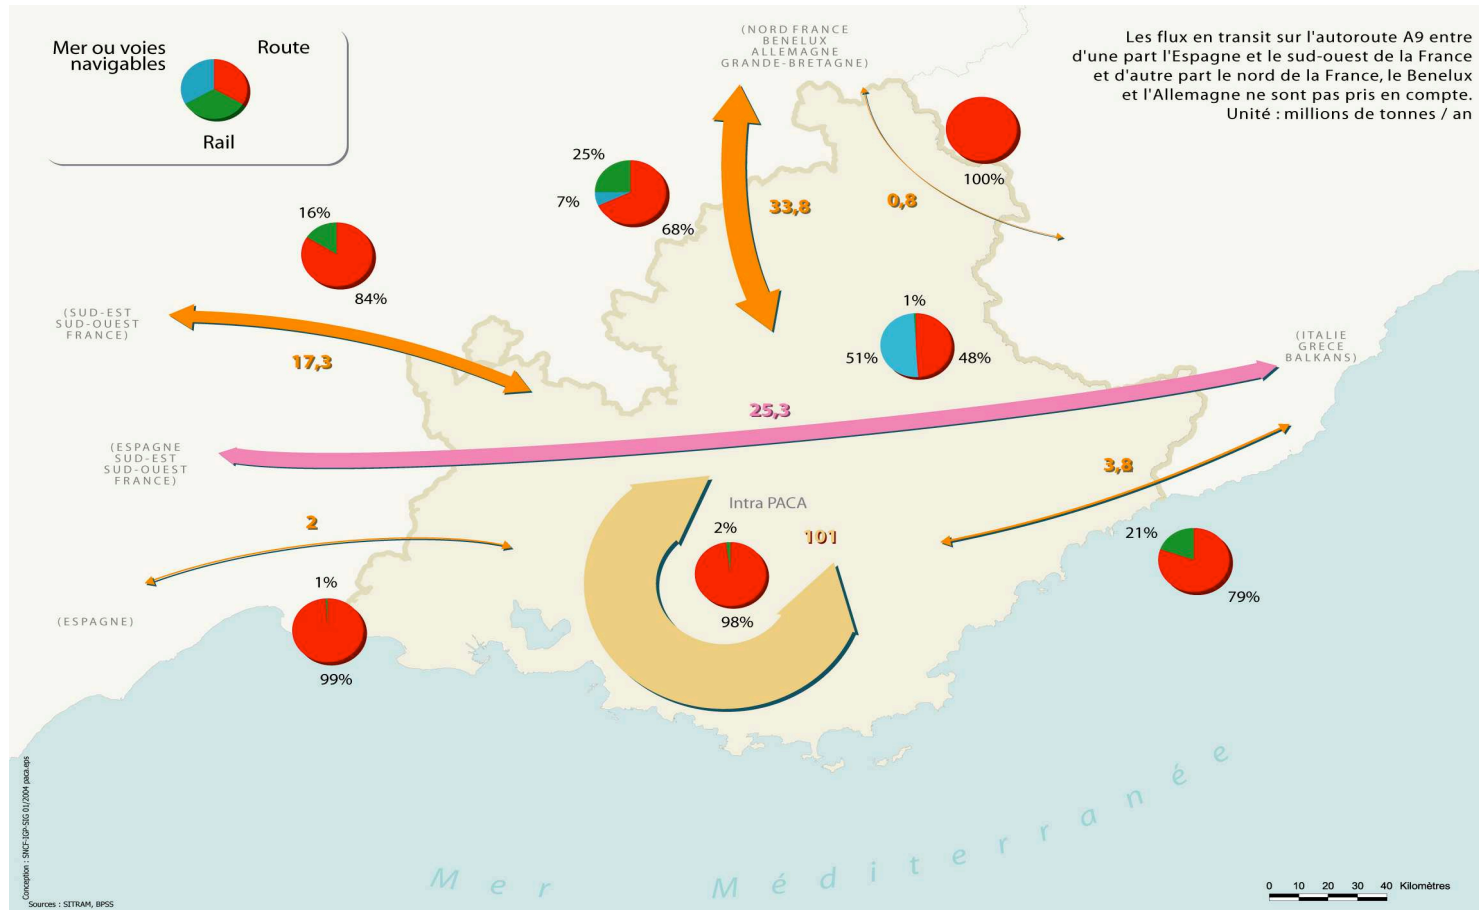 Mer ou voies
navigables
Route
Rail
(NORD FRANCE
BENELUX
ALLEMAGNE
GRANDE-BRETAGNE)
Les flux en transit sur l'autoroute A9 entre
d'une part l'Espagne et le sud-ouest de la France
et d'autre part le nord de la France, le Benelux
et l'Allemagne ne sont pas pris en compte.
Unité : millions de tonnes / an
100%
25%
7%
68%
33,8
0,8
16%
84%
(SUD-EST
SUD-OUEST
FRANCE)
17,3
1%
51%
48%
(ITALIE
GRECE
BALKANS)
25,3
(ESPAGNE
SUD-EST
SUD-OUEST
FRANCE)
3,8
2
Intra PACA
2%
101
98%
21%
79%
1%
99%
(ESPAGNE)
Mer Méditerranée
Conception : SNCF-IGP-SIG 01/2004 paca.eps
Sources : SITRAM, BPSS
0 10 20 30 40 Kilomètres